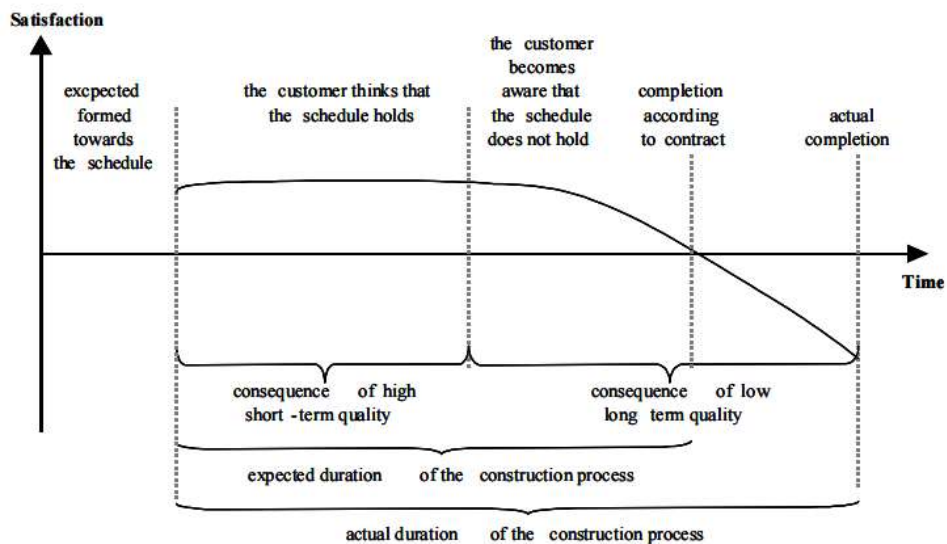 Satisfaction
excpected
formed
towards
the schedule
the customer thinks that
the schedule holds
the customer
becomes
aware that
the schedule
does not hold
completion
according
to contract
actual
completion
Time
consequence of high
short - term quality
consequence of low
long term quality
expected duration of the construction process
actual duration of the construction process